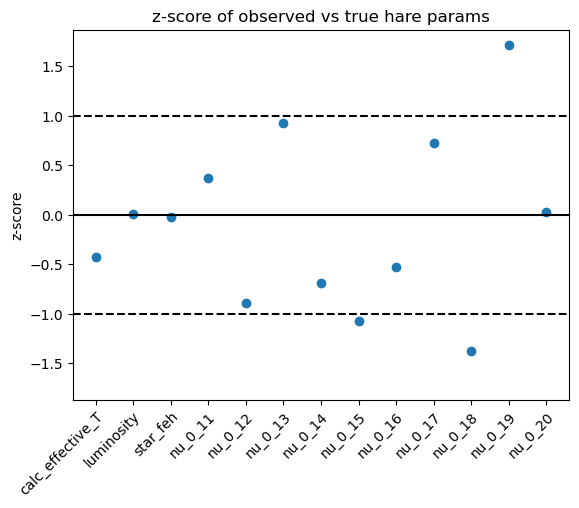 z-score of observed vs true hare params
z-score
1.5
1.0
0.5
0.0
−0.5
−1.0
−1.5
calc_effective_T
luminosity
star_feh
nu_0_11
nu_0_12
nu_0_13
nu_0_14
nu_0_15
nu_0_16
nu_0_17
nu_0_18
nu_0_19
nu_0_20